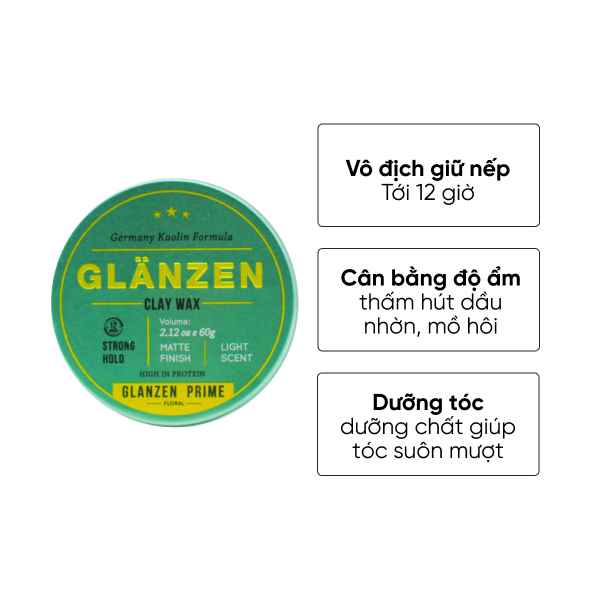 Germany Kaolin Formula
GLÄNZEN
CLAY WAX
Voluma:
2.12 oz e 60g
STRONG
HOLD
MATTE
FINISH
LIGHT
SCENT
HIGH IN PROTEIN
GLANZEN PRIME
FLORAL
Vô địch giữ nếp
Tới 12 giờ
Cân bằng độ ẩm
thấm hút dầu
nhờn, mồ hôi
Dưỡng tóc
dưỡng chất giúp
tóc suôn mượt